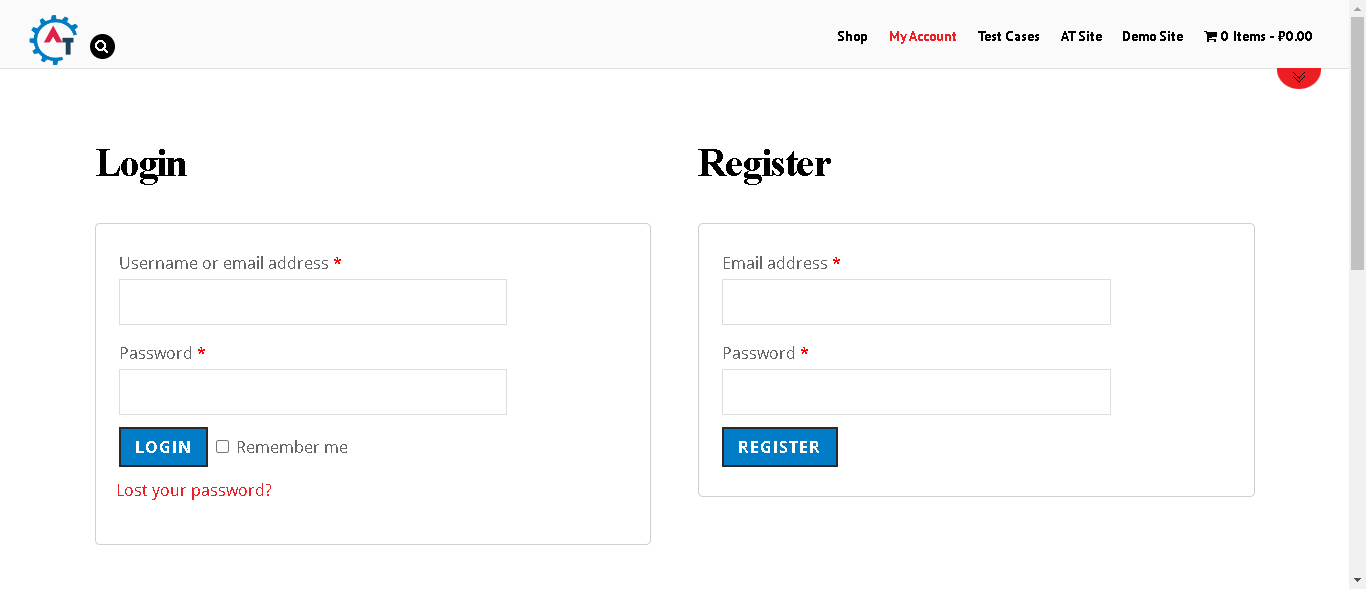 AT
Shop My Account Test Cases AT Site Demo Site 0 Items - ₽0.00
Login
Register
Username or email address *
Email address *
Password *
Password *
LOGIN Remember me
REGISTER
Lost your password?